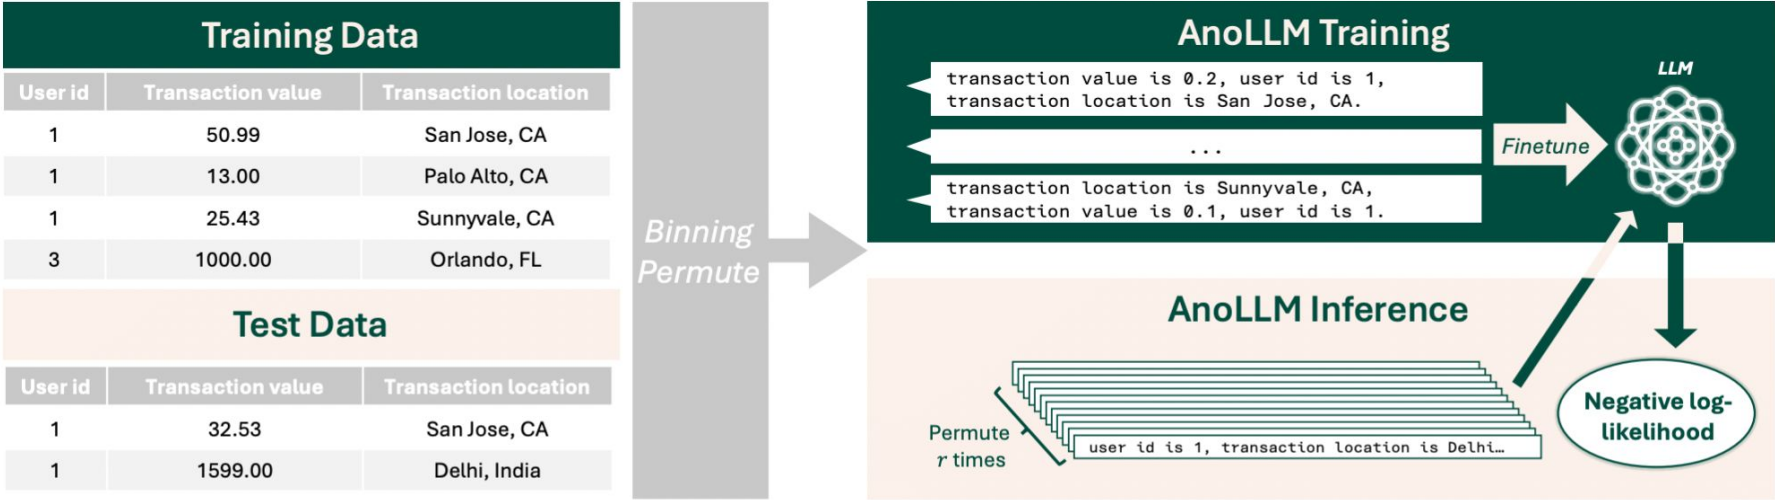 Training Data
User id Transaction value Transaction location
1 50.99 San Jose, CA
1 13.00 Palo Alto, CA
1 25.43 Sunnyvale, CA
3 1000.00 Orlando, FL
Test Data
User id Transaction value Transaction location
1 32.53 San Jose, CA
1 1599.00 Delhi, India
Binning
Permute
AnoLLM Training
transaction value is 0.2, user id is 1,
transaction location is San Jose, CA.
...
transaction location is Sunnyvale, CA,
transaction value is 0.1, user id is 1.
Finetune
LLM
AnoLLM Inference
Permute
r times
user id is 1, transaction location is Delhi…
Negative log-
likelihood